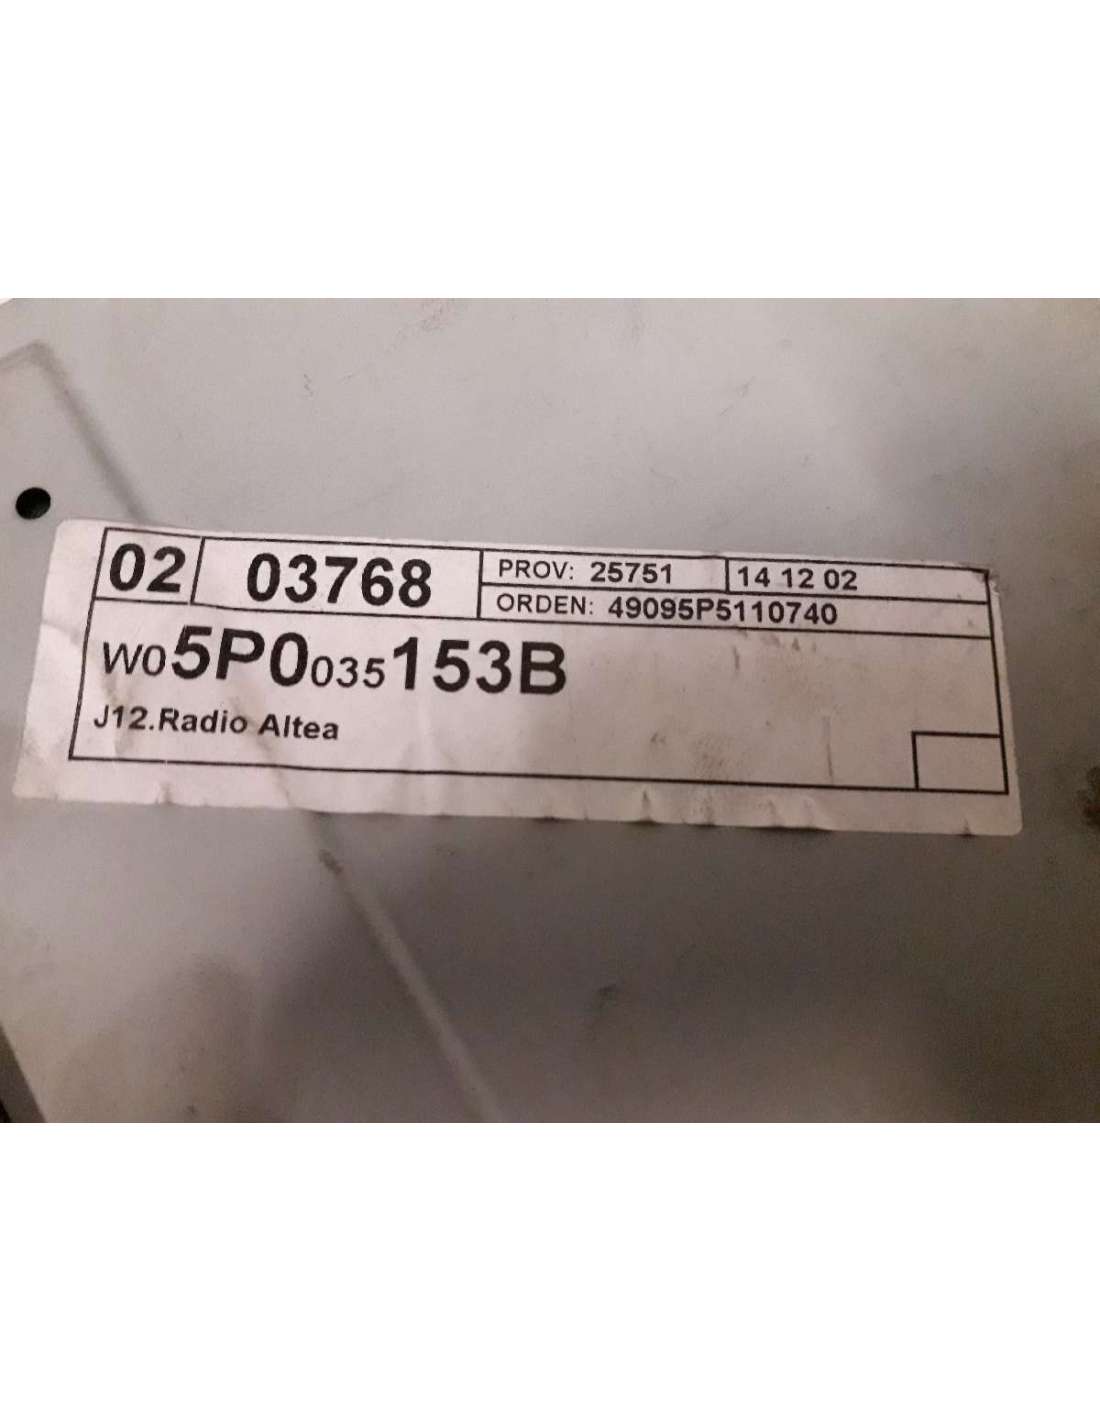 02 03768 PROV: 25751 14 12 02
ORDEN: 49095P5110740
W05P0035153B
J12.Radio Altea